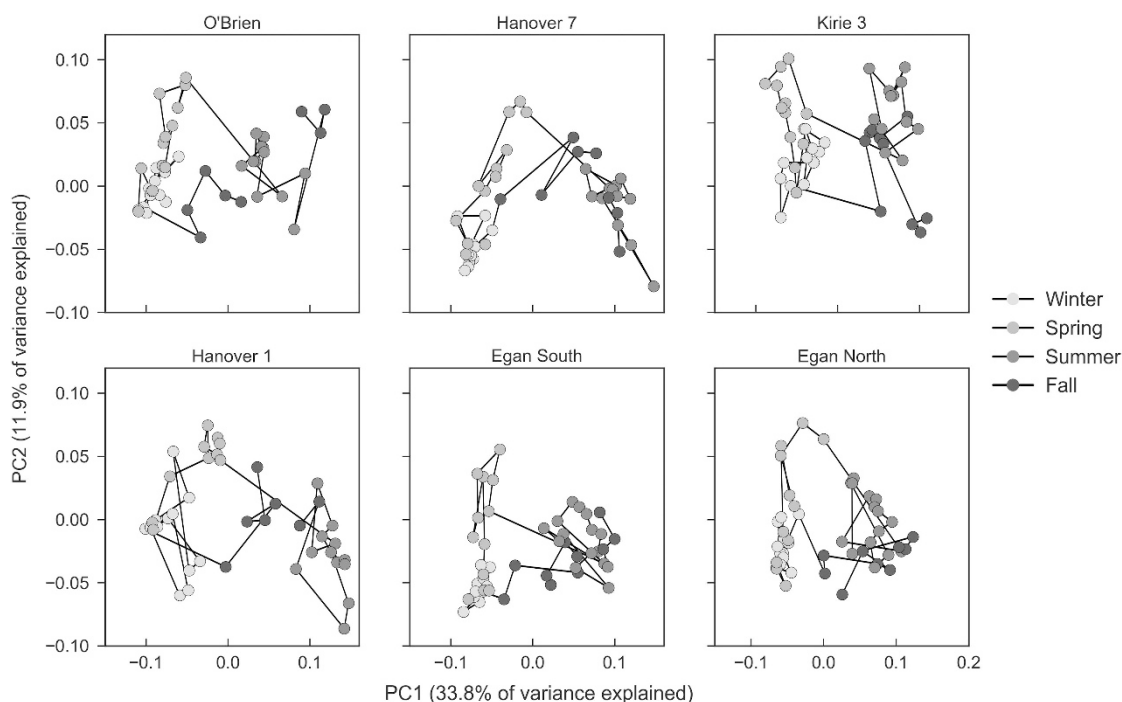 O'Brien
Hanover 7
Kirie 3
0.10
0.05
0.00
−0.05
−0.10
Hanover 1
Egan South
Egan North
0.10
0.05
0.00
−0.05
−0.10
−0.1
0.0
0.1
−0.1
0.0
0.1
−0.1
0.0
0.1
0.2
PC2 (11.9% of variance explained)
PC1 (33.8% of variance explained)
Winter
Spring
Summer
Fall